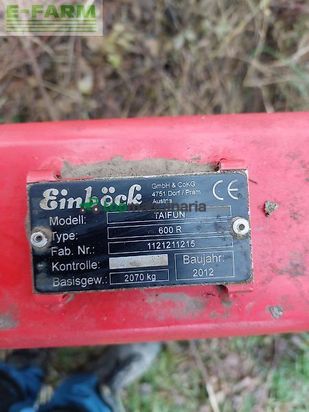 E-FARM
Einböck
GmbH & CoKG
4751 Dorf / Pram
Austria
CE
Modell: TAIFUN
Type: 600 R
Fab. Nr.: 1121211215
Kontrolle:
Baujahr:
2012
Basisgew.: 2070 kg